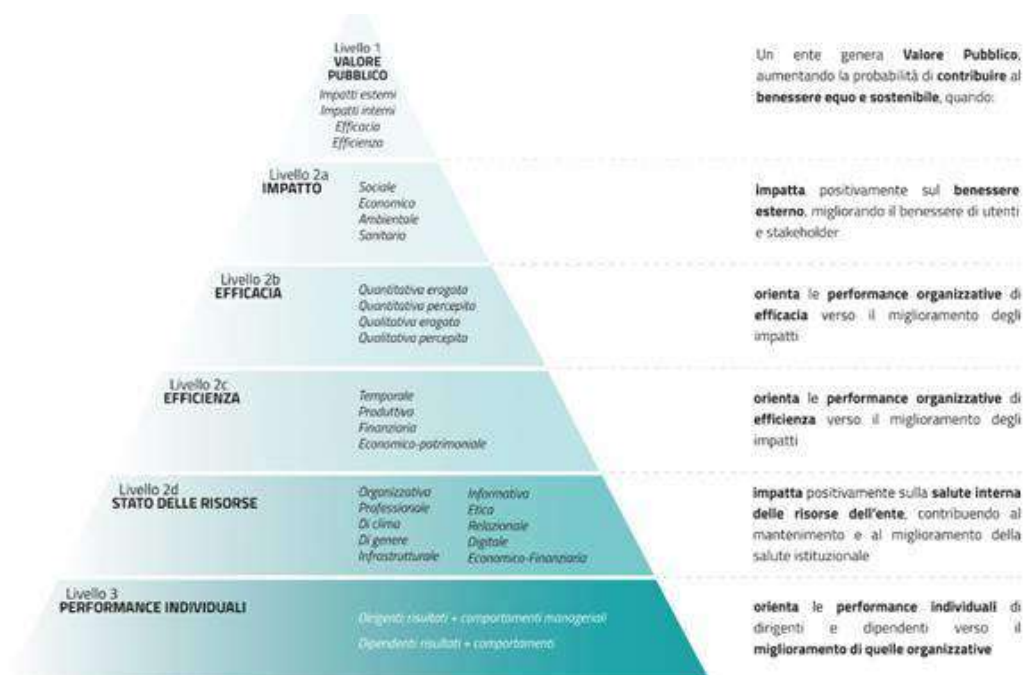 Livello 1
VALORE
PUBBLICO
Impatti esterni
Impatti interni
Efficacia
Efficienza
Un ente genera Valore Pubblico,
aumentando la probabilità di contribuire al
benessere equo e sostenibile, quando:
Livello 2a
IMPATTO
Sociale
Economico
Ambientale
Sanitario
impatta positivamente sul benessere
esterno, migliorando il benessere di utenti
e stakeholder
Livello 2b
EFFICACIA
Quantitativa erogata
Quantitativa percepita
Qualitativa erogata
Qualitativa percepita
orienta le performance organizzative di
efficacia verso il miglioramento degli
impatti
Livello 2c
EFFICIENZA
Temporale
Produttiva
Finanziaria
Economico-patrimoniale
orienta le performance organizzative di
efficienza verso il miglioramento degli
impatti
Livello 2d
STATO DELLE RISORSE
Organizzativa
Professionale
Di clima
Di genere
Infrastrutturale
Informativa
Etica
Relazionale
Digitale
Economico-Finanziaria
impatta positivamente sulla salute interna
delle risorse dell'ente, contribuendo al
mantenimento e al miglioramento della
salute istituzionale
Livello 3
PERFORMANCE INDIVIDUALI
Dirigenti risultati + comportamenti manageriali
Dipendenti risultati + comportamenti
orienta le performance individuali di
dirigenti e dipendenti verso il
miglioramento di quelle organizzative